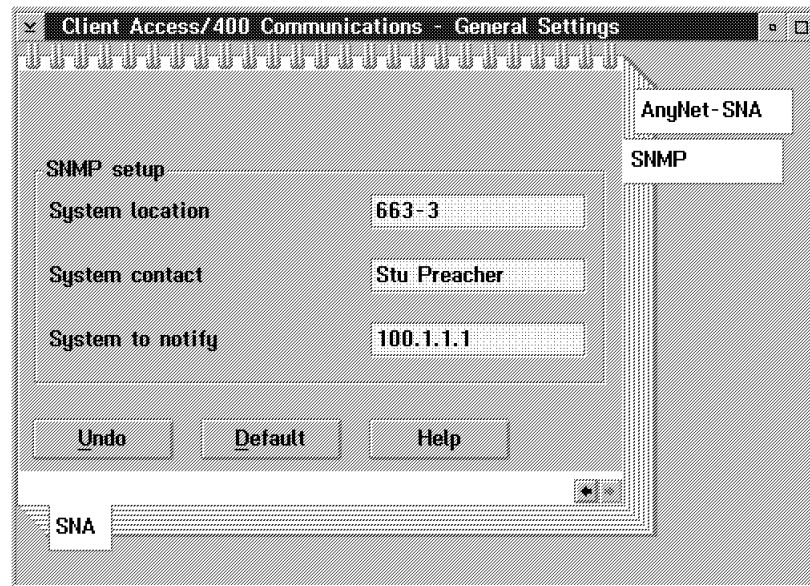 Client Access/400 Communications - General Settings
AnyNet-SNA
SNMP
SNMP setup
System location 663-3
System contact Stu Preacher
System to notify 100.1.1.1
Undo Default Help
SNA